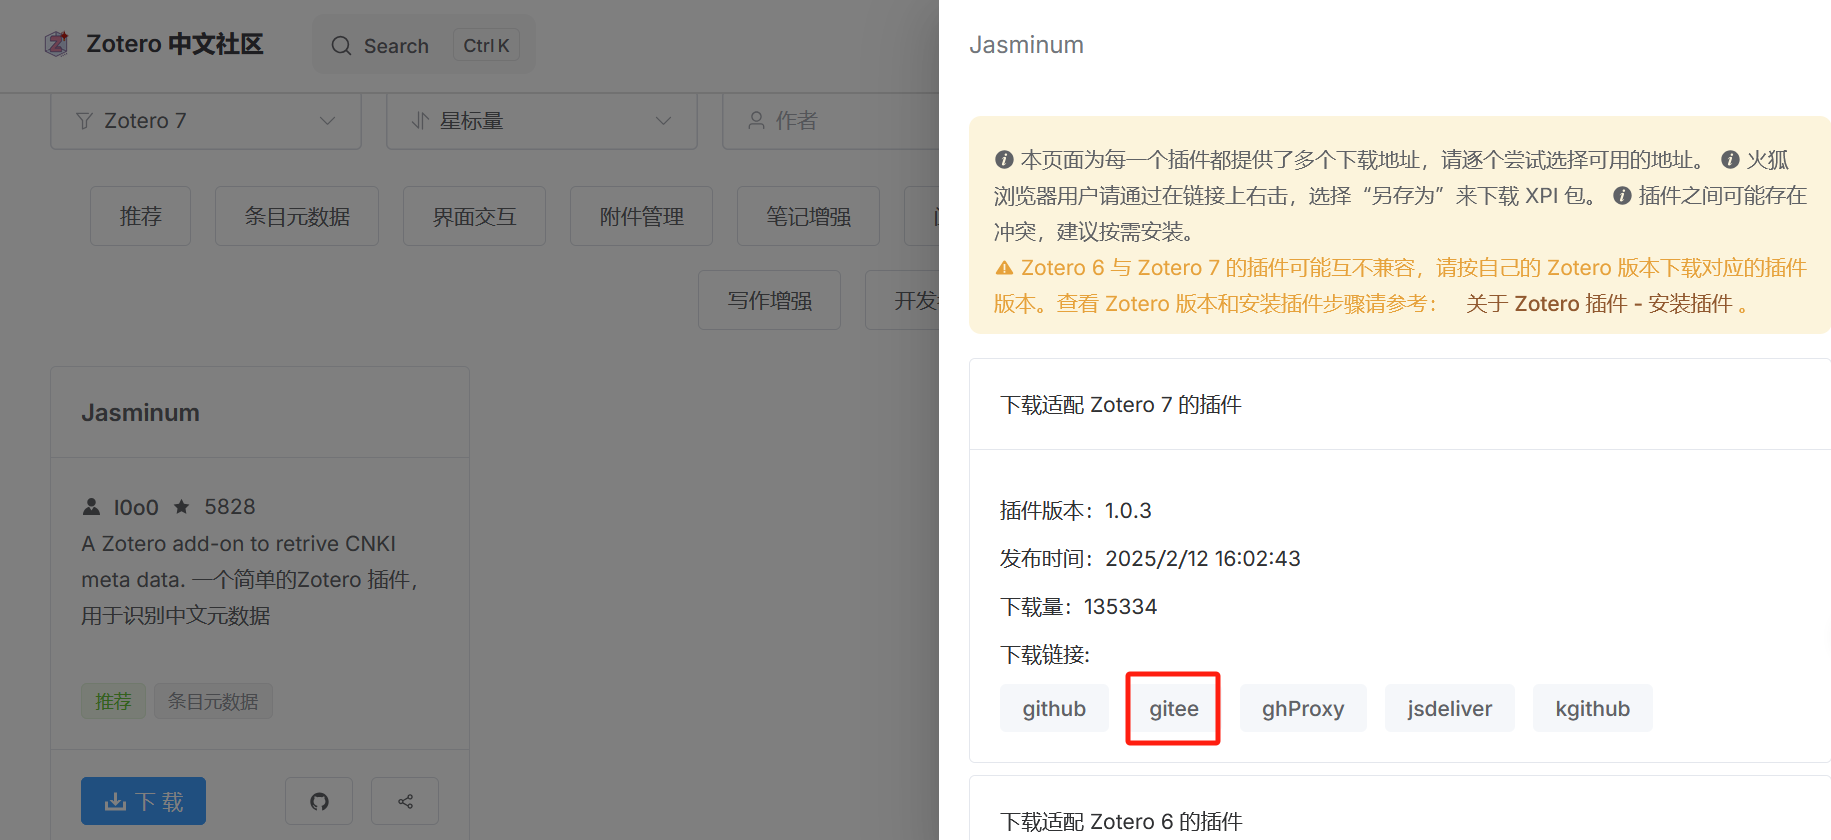 Zotero 中文社区
Search
Ctrl K
Zotero 7
星标量
作者
推荐
条目元数据
界面交互
附件管理
笔记增强
写作增强
开发
Jasminum
l0o0 ★ 5828
A Zotero add-on to retrive CNKI
meta data. 一个简单的Zotero 插件，
用于识别中文元数据
推荐
条目元数据
下 载
Jasminum
本页面为每一个插件都提供了多个下载地址，请逐个尝试选择可用的地址。 火狐
浏览器用户请通过在链接上右击，选择“另存为”来下载 XPI 包。 插件之间可能存在
冲突，建议按需安装。
Zotero 6 与 Zotero 7 的插件可能互不兼容，请按自己的 Zotero 版本下载对应的插件
版本。查看 Zotero 版本和安装插件步骤请参考： 关于 Zotero 插件 - 安装插件 。
下载适配 Zotero 7 的插件
插件版本：1.0.3
发布时间：2025/2/12 16:02:43
下载量：135334
下载链接:
github
gitee
ghProxy
jsdeliver
kgithub
下载适配 Zotero 6 的插件